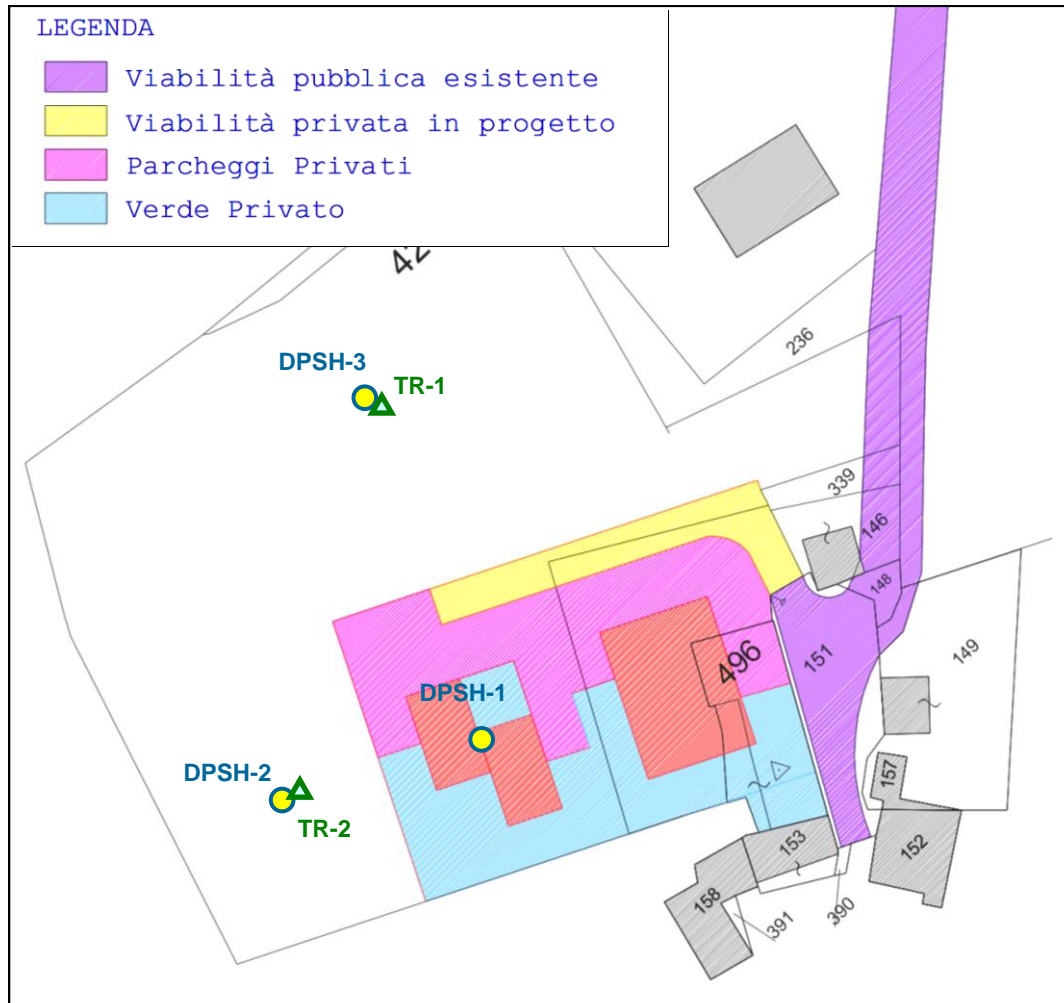 LEGENDA
Viabilità pubblica esistente
Viabilità privata in progetto
Parcheggi Privati
Verde Privato
42
236
DPSH-3
TR-1
339
146
148
149
151
496
DPSH-1
DPSH-2
TR-2
157
153
152
158
391
390